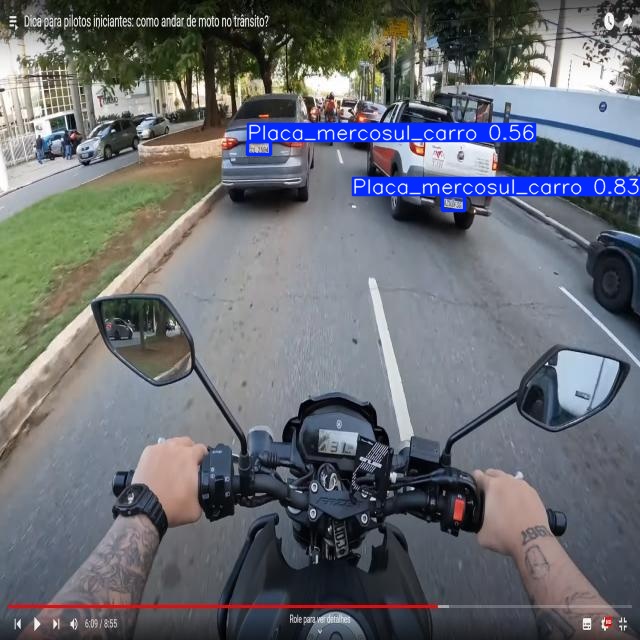 Dica para pilotos iniciantes: como andar de moto no trânsito?
Placa_mercosul_carro 0.56
Placa_mercosul_carro 0.83
31
6:09 / 8:55
Role para ver detalhes